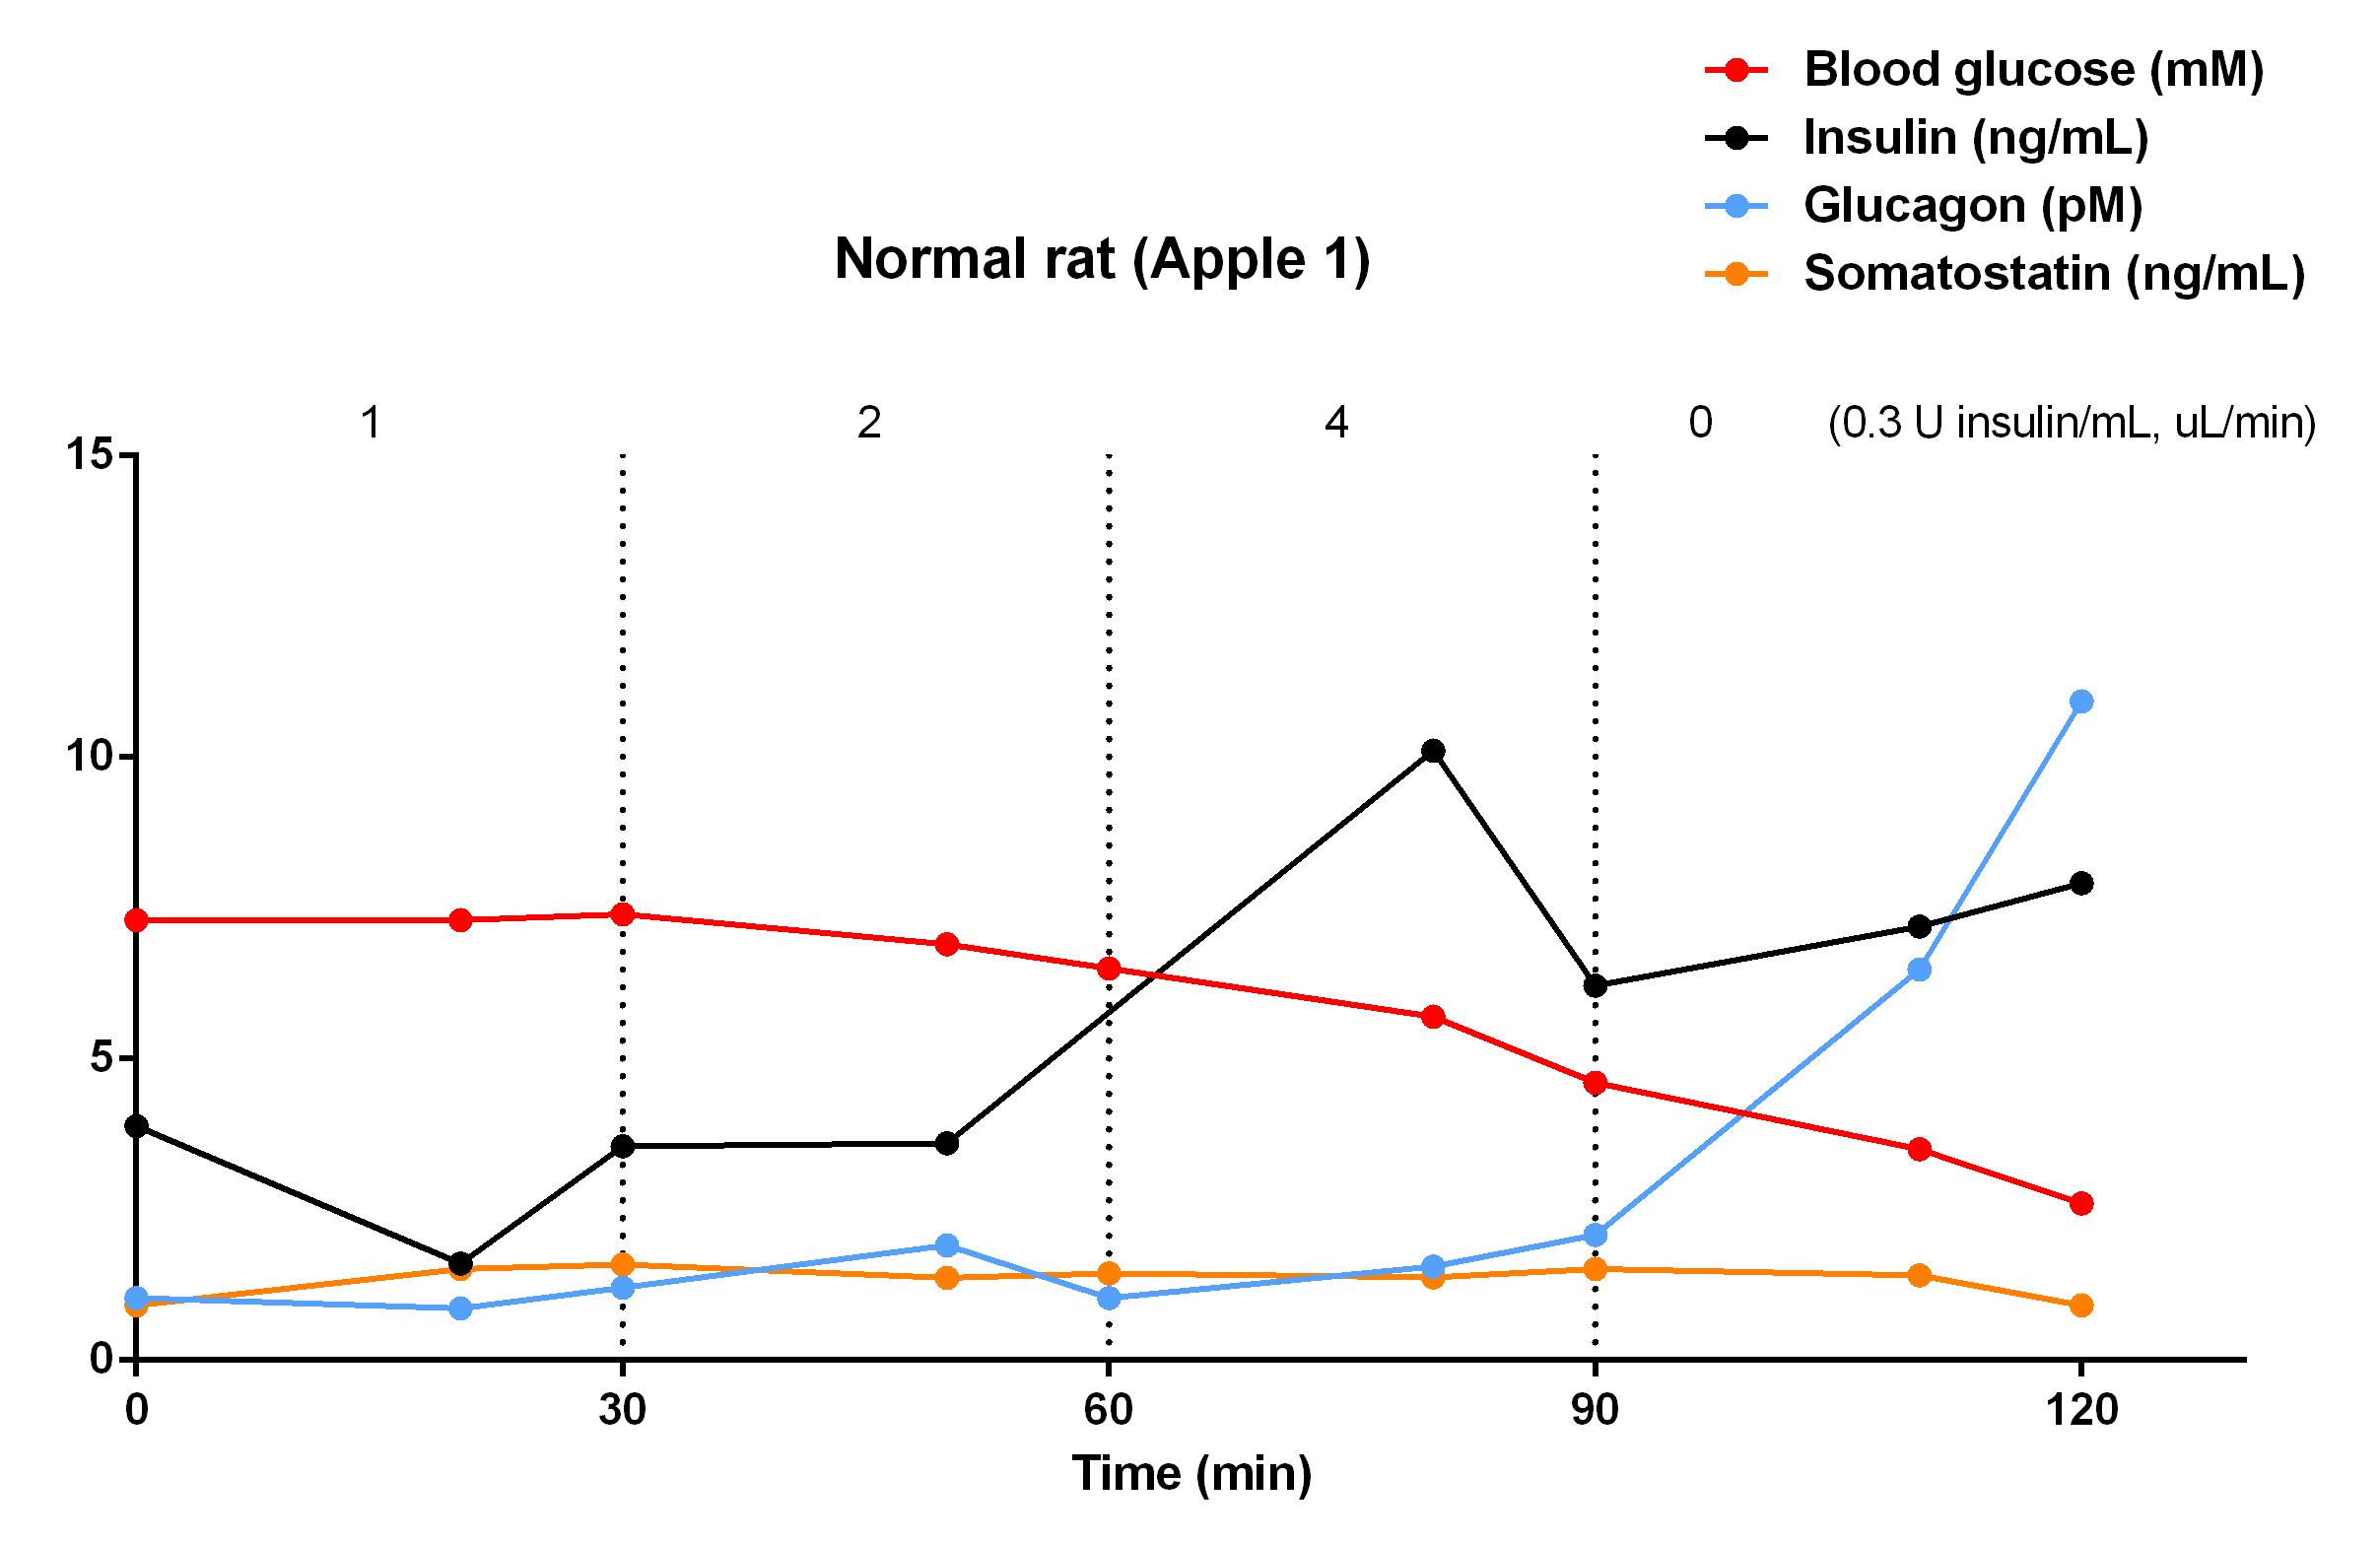 Blood glucose (mM)
Insulin (ng/mL)
Glucagon (pM)
Somatostatin (ng/mL)
Normal rat (Apple 1)
1 2 4 0 (0.3 U insulin/mL, uL/min)
15
10
5
0
0 30 60 90 120
Time (min)